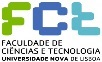 FCT
FACULDADE DE
CIÊNCIAS E TECNOLOGIA
UNIVERSIDADE NOVA DE LISBOA